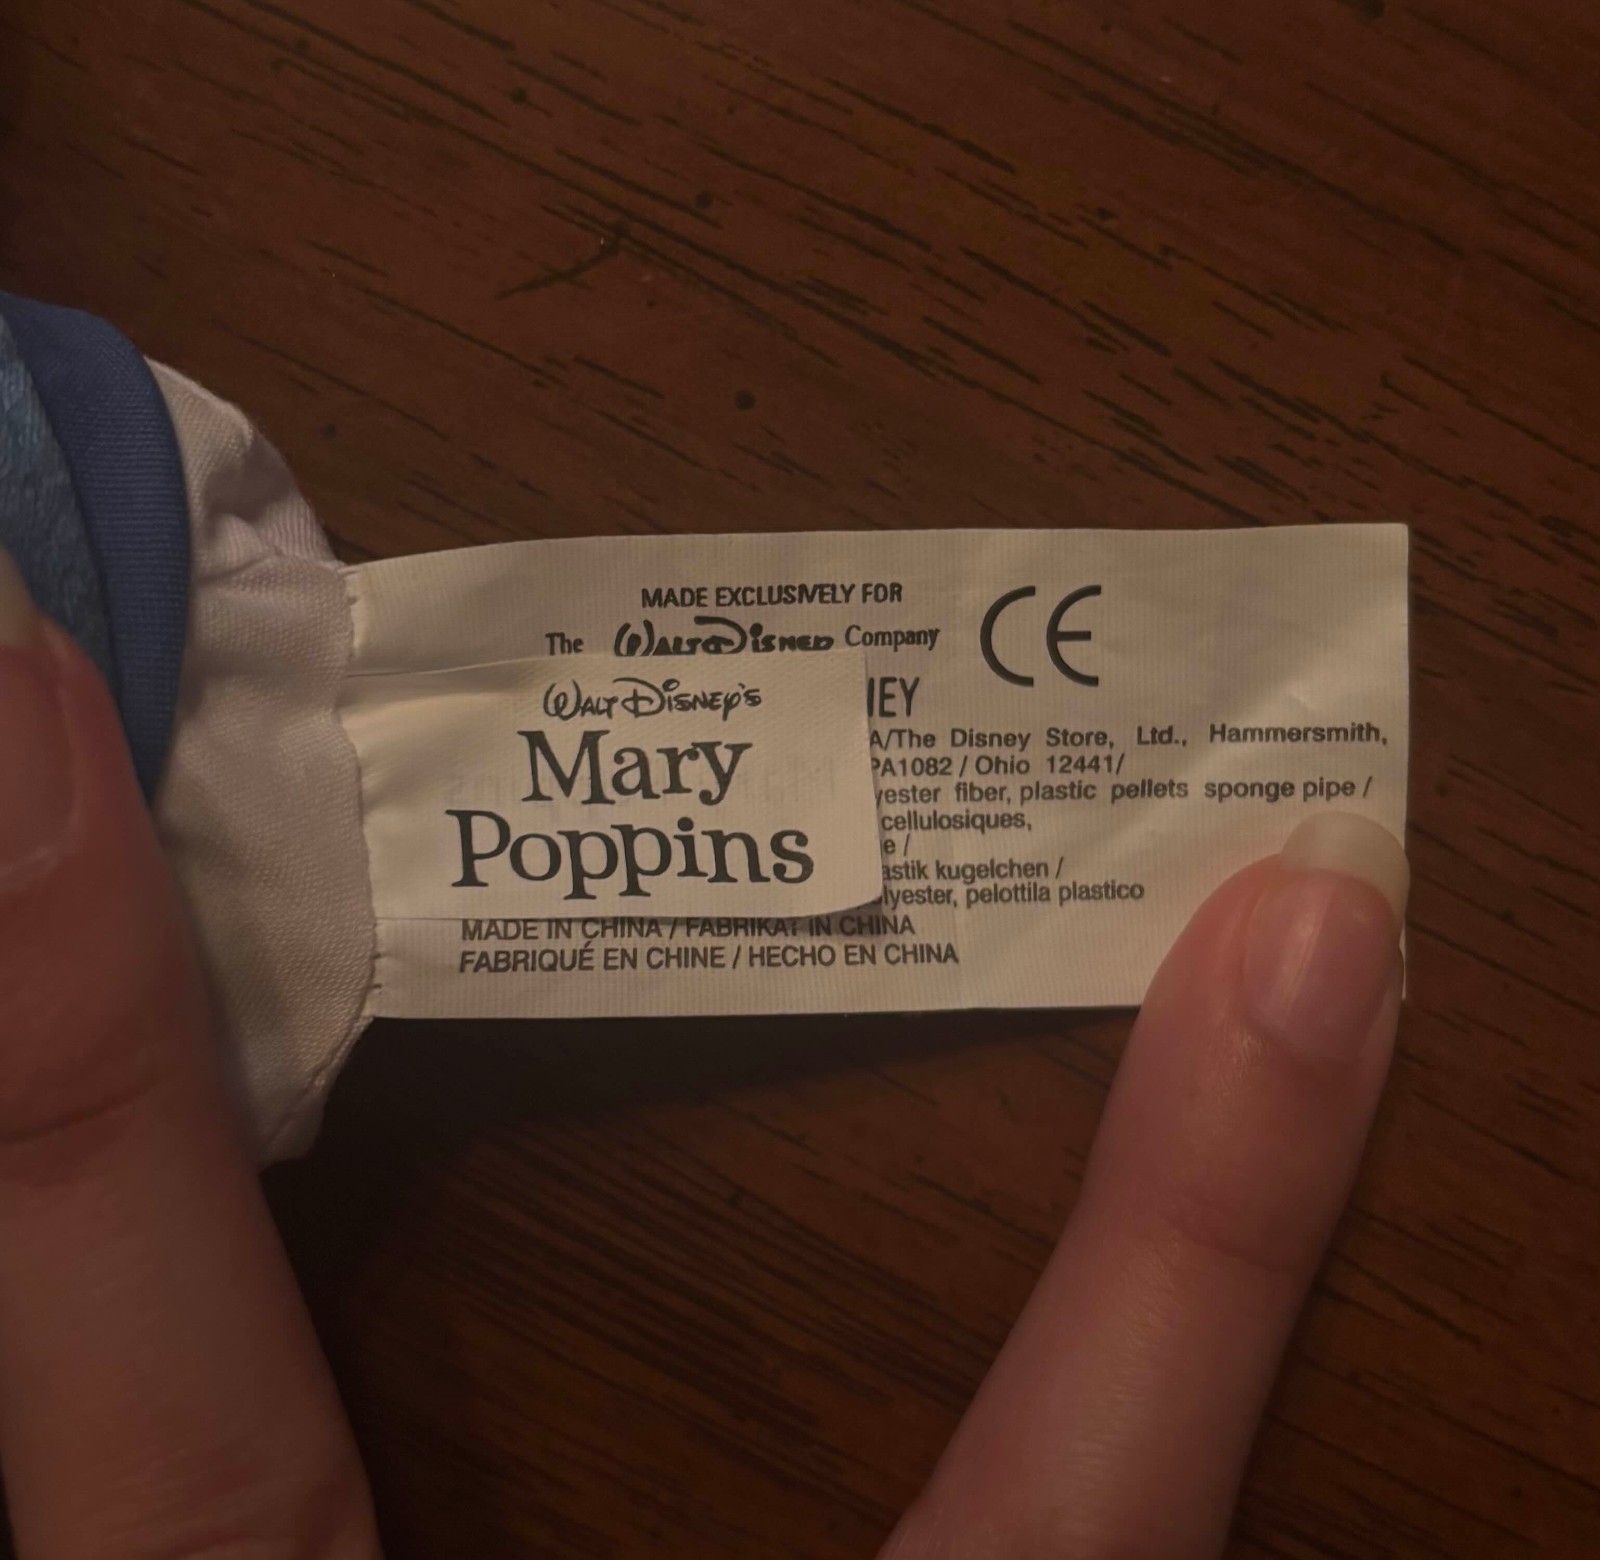 MADE EXCLUSIVELY FOR
The Walt Disney Company
CE
IEY
WALT DISNEY'S
Mary
Poppins
A/The Disney Store, Ltd., Hammersmith,
PA1082 / Ohio 12441/
yester fiber, plastic pellets sponge pipe /
cellulosiques,
e /
astik kugelchen /
lyester, pelottila plastico
MADE IN CHINA / FABRIKAT IN CHINA
FABRIQUÉ EN CHINE / HECHO EN CHINA